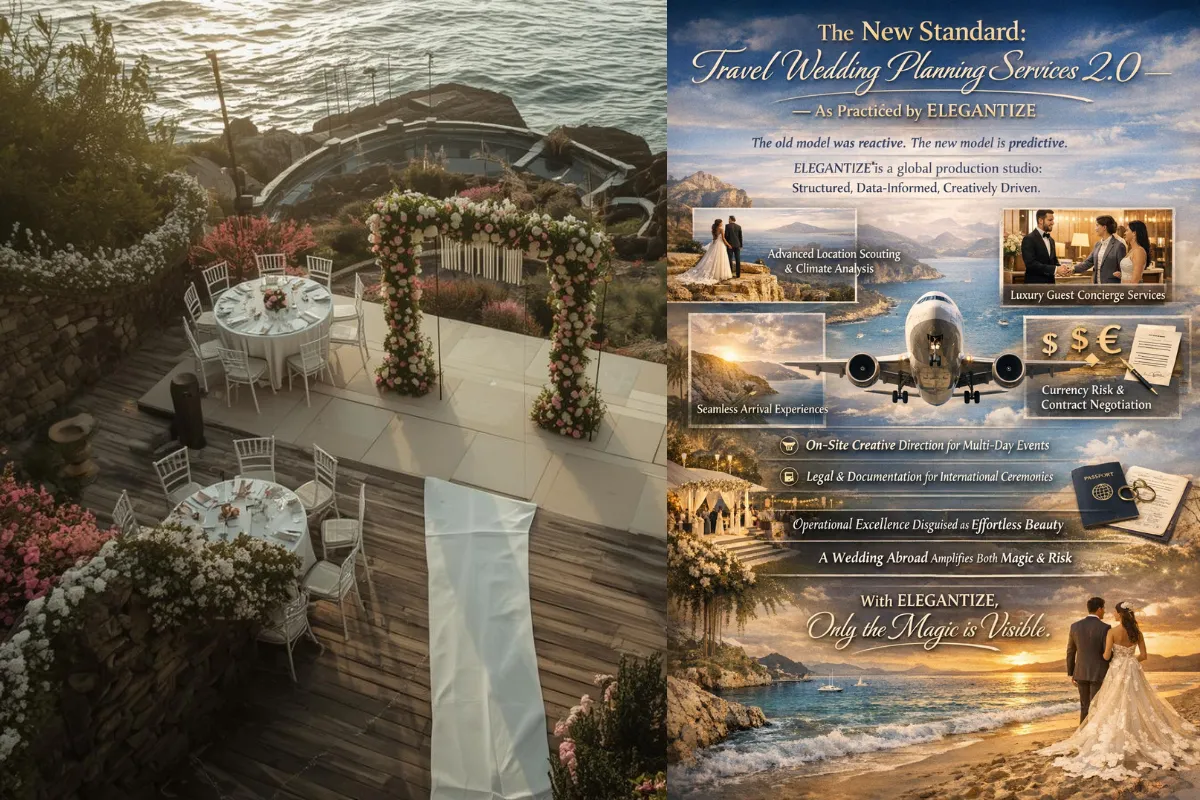 The New Standard:
Travel Wedding Planning Services 2.0
As Practiced by ELEGANTIZE
The old model was reactive. The new model is predictive.
ELEGANTIZE is a global production studio:
Structured, Data-Informed, Creatively Driven.
Advanced Location Scouting
& Climate Analysis
Luxury Guest Concierge Services
Seamless Arrival Experiences
$ $ €
Currency Risk &
Contract Negotiation
On-Site Creative Direction for Multi-Day Events
Legal & Documentation for International Ceremonies
PASSPORT
Operational Excellence Disguised as Effortless Beauty
A Wedding Abroad Amplifies Both Magic & Risk
With ELEGANTIZE,
Only the Magic is Visible.